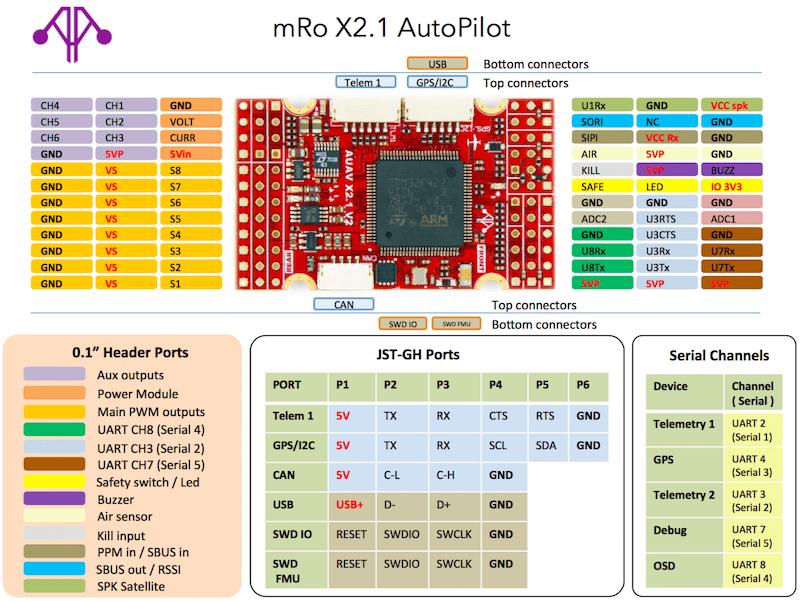 mRo X2.1 AutoPilot
USB Bottom connectors
Telem 1 GPS/I2C Top connectors
CH4 CH1 GND
CH5 CH2 VOLT
CH6 CH3 CURR
GND 5VP 5Vin
GND VS S8
GND VS S7
GND VS S6
GND VS S5
GND VS S4
GND VS S3
GND VS S2
GND VS S1
GPS-I2C
AUAV X2.1 V2
ARM
CAN
REAR
FRONT
U1Rx GND VCC spk
SORI NC GND
SIPI VCC Rx GND
AIR 5VP GND
KILL 5VP BUZZ
SAFE LED IO 3V3
GND GND GND
ADC2 U3RTS ADC1
GND U3CTS GND
U8Rx U3Rx U7Rx
U8Tx U3Tx U7Tx
5VP 5VP 5VP
CAN Top connectors
SWD IO SWD FMU Bottom connectors
0.1” Header Ports
Aux outputs
Power Module
Main PWM outputs
UART CH8 (Serial 4)
UART CH3 (Serial 2)
UART CH7 (Serial 5)
Safety switch / Led
Buzzer
Air sensor
Kill input
PPM in / SBUS in
SBUS out / RSSI
SPK Satellite
JST-GH Ports
PORT P1 P2 P3 P4 P5 P6
Telem 1 5V TX RX CTS RTS GND
GPS/I2C 5V TX RX SCL SDA GND
CAN 5V C-L C-H GND
USB USB+ D- D+ GND
SWD IO RESET SWDIO SWCLK GND
SWD FMU RESET SWDIO SWCLK GND
Serial Channels
Device Channel
( Serial )
Telemetry 1 UART 2
(Serial 1)
GPS UART 4
(Serial 3)
Telemetry 2 UART 3
(Serial 2)
Debug UART 7
(Serial 5)
OSD UART 8
(Serial 4)